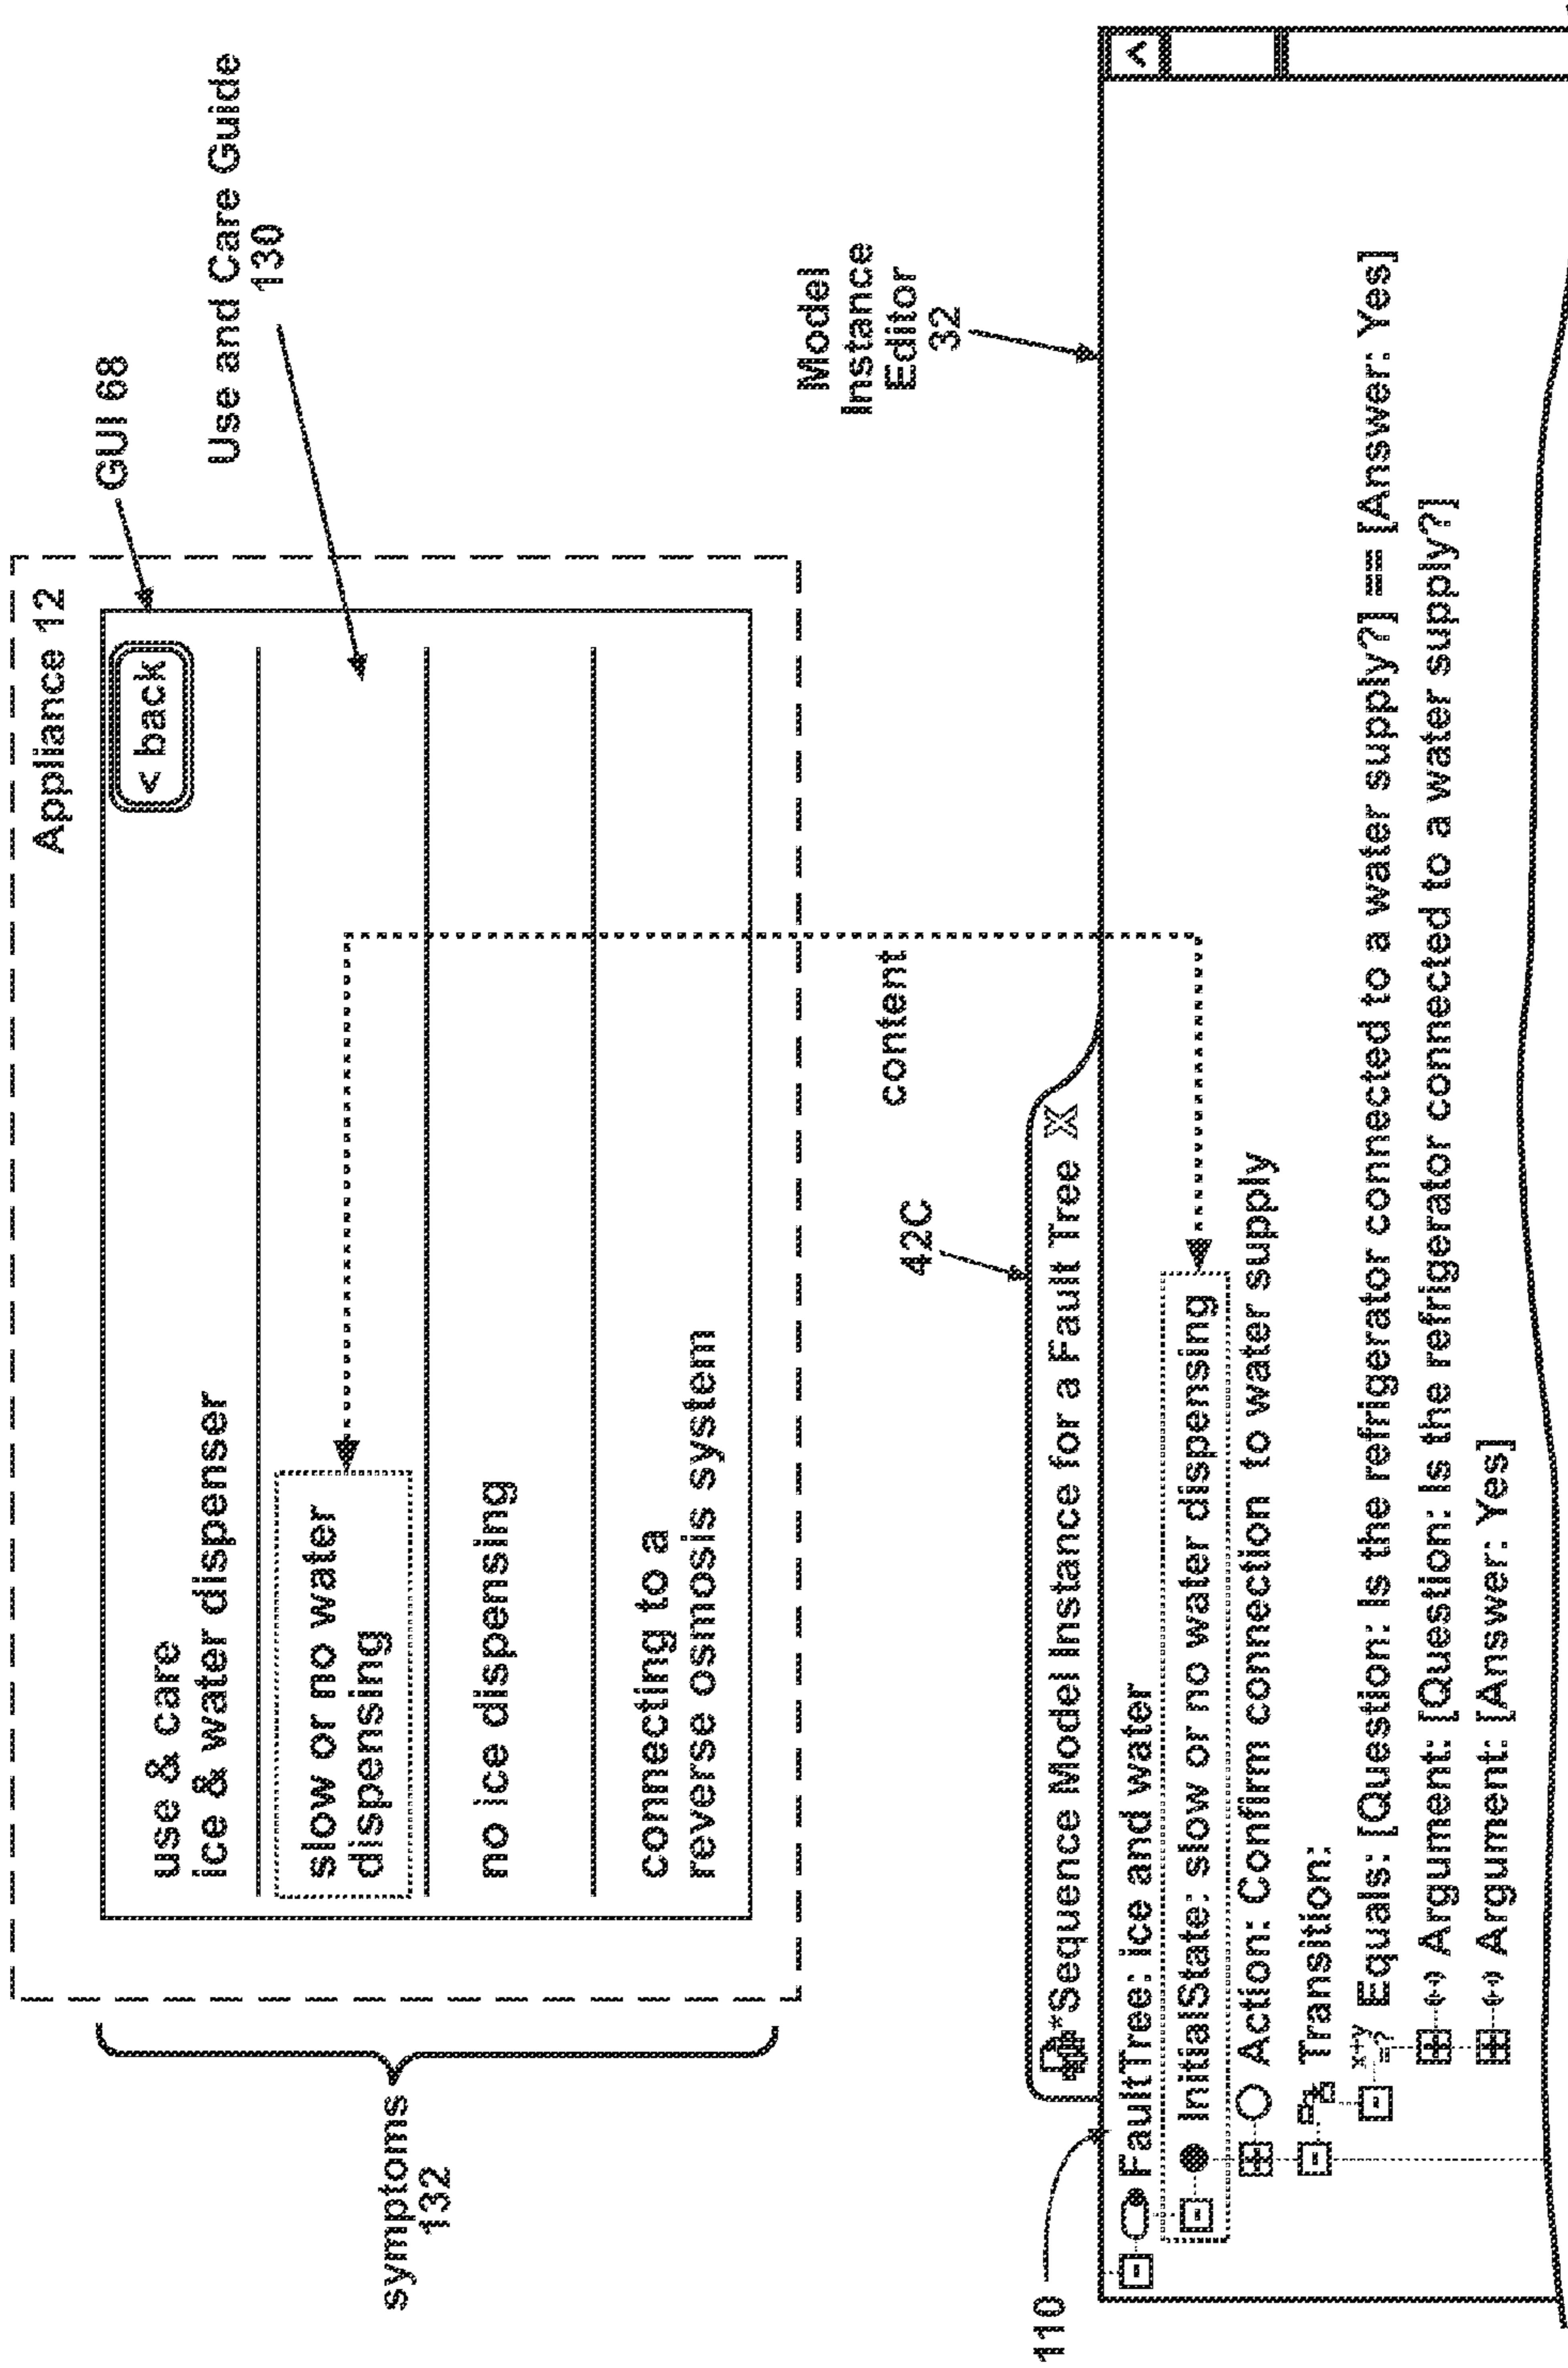 Appliance 12
GUI 68
Use and Care Guide
130
< back
use & care
ice & water dispenser
slow or no water
dispensing
no ice dispensing
connecting to a
reverse osmosis system
symptoms
132
content
Model
Instance
Editor
32
42C
110
*Sequence Model Instance for a Fault Tree X
FaultTree: ice and water
InitialState: slow or no water dispensing
Action: Confirm connection to water supply
Transition:
x+y
=?
Equals: [Question: Is the refrigerator connected to a water supply?] == [Answer: Yes]
Argument: [Question: Is the refrigerator connected to a water supply?]
Argument: [Answer: Yes]